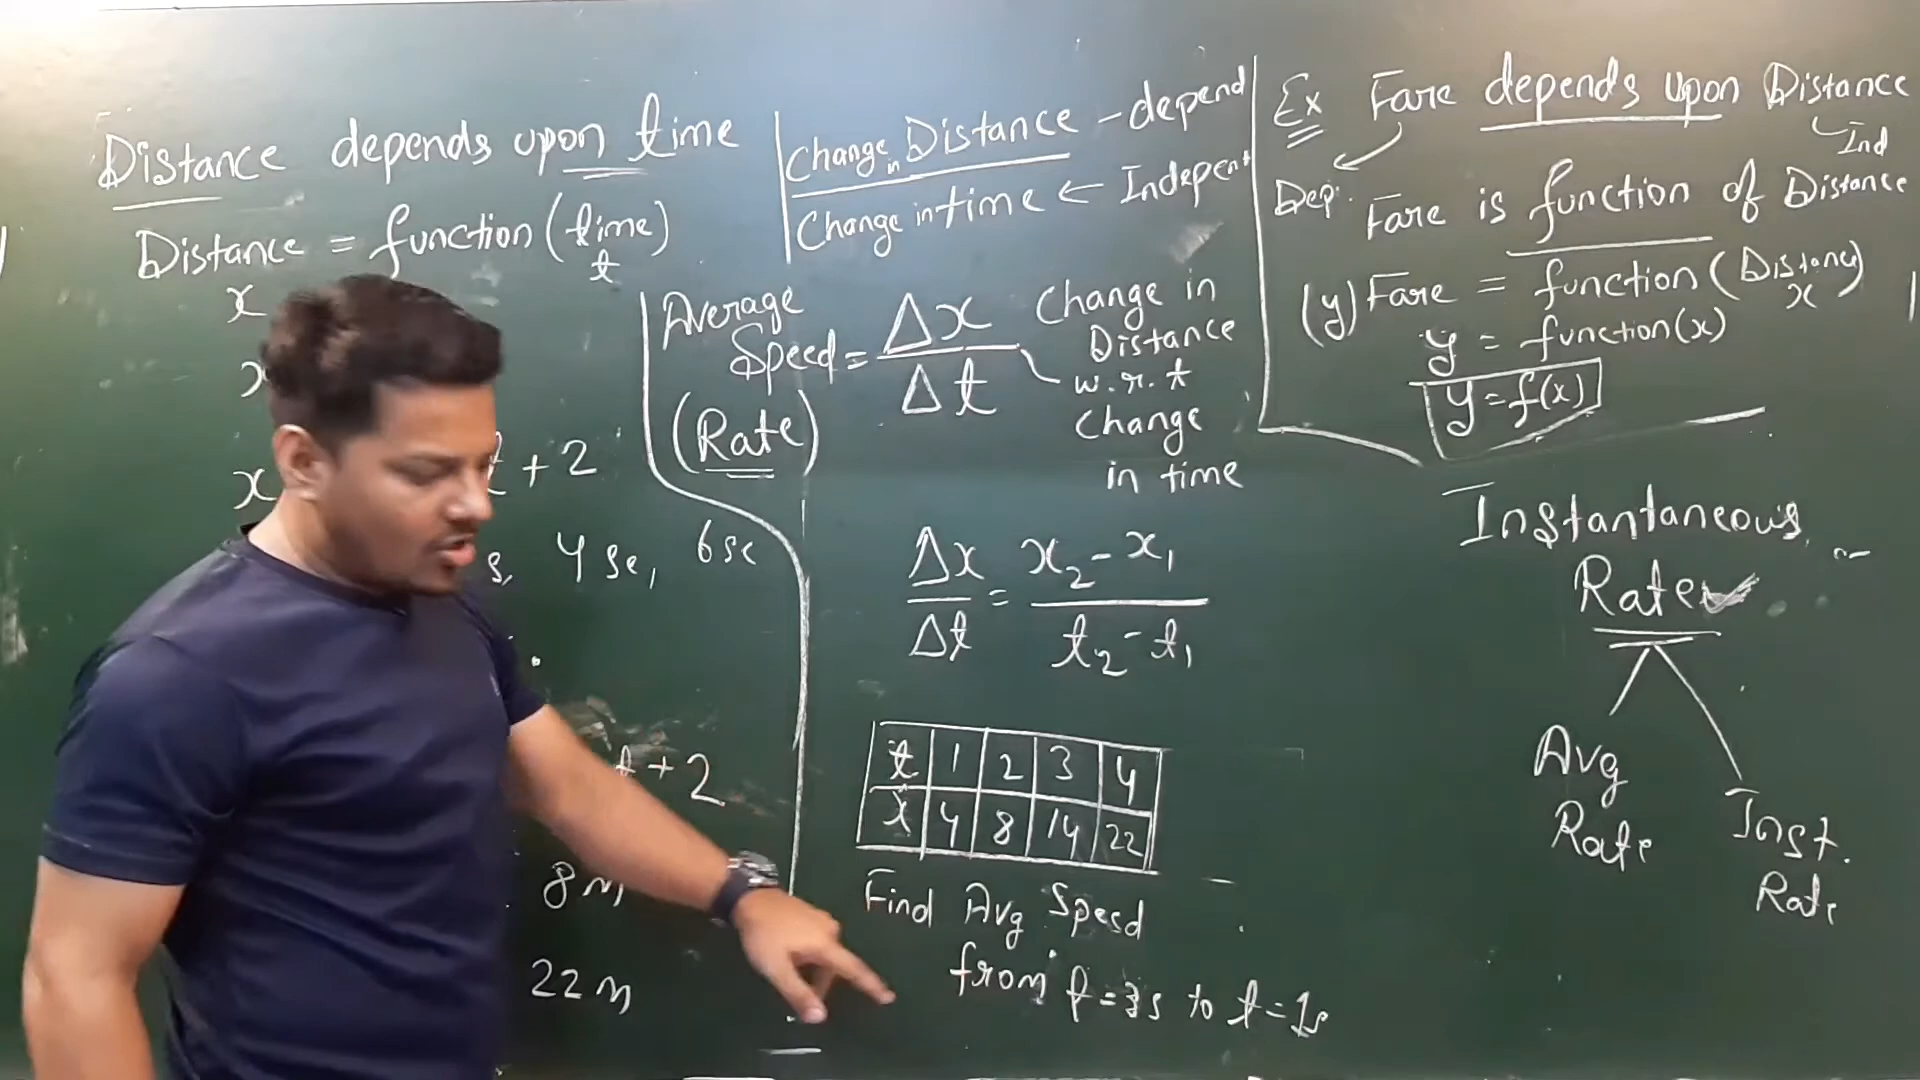 Distance depends upon time
Distance = function (time)
t
x
x
x t + 2
s, 4 se, 6 se
t + 2
8 m
22 m
Change in Distance - depend
Change in time ← Indepent
Average
Speed = Δx
Δt
(Rate)
Change in
Distance
w.r.t
Change
in time
Δx = x₂ - x₁
Δt t₂ - t₁
t 1 2 3 4
x 4 8 14 22
Find Avg Speed
from t = 3s to t = 1s
Ex Fare depends upon Distance
Ind
Dep.
Fare is function of Distance
(y) Fare = function (Distance)
x
y = function(x)
y = f(x)
Instantaneous
Rate
Avg
Rate
Inst.
Rate